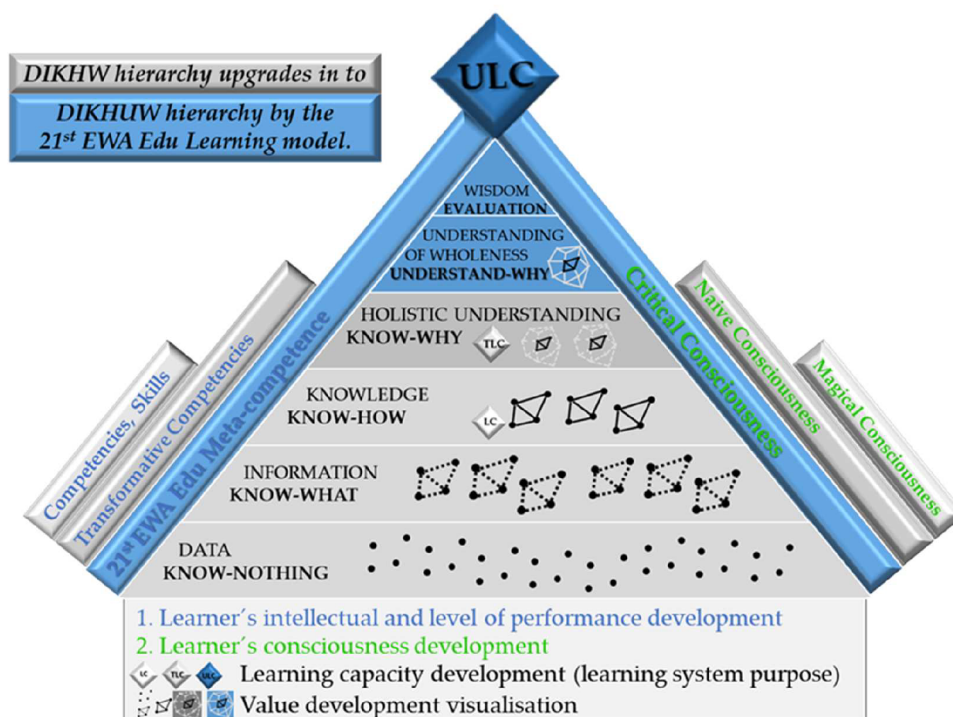 ULC
DIKHW hierarchy upgrades in to
DIKHUW hierarchy by the
21st EWA Edu Learning model.
WISDOM
EVALUATION
UNDERSTANDING
OF WHOLENESS
UNDERSTAND-WHY
HOLISTIC UNDERSTANDING
KNOW-WHY
TLC
KNOWLEDGE
KNOW-HOW
LC
INFORMATION
KNOW-WHAT
DATA
KNOW-NOTHING
Competencies, Skills
Transformative Competencies
21st EWA Edu Meta-competence
Critical Consciousness
Naive Consciousness
Magical Consciousness
1. Learner´s intellectual and level of performance development
2. Learner´s consciousness development
LC TLC ULC Learning capacity development (learning system purpose)
Value development visualisation